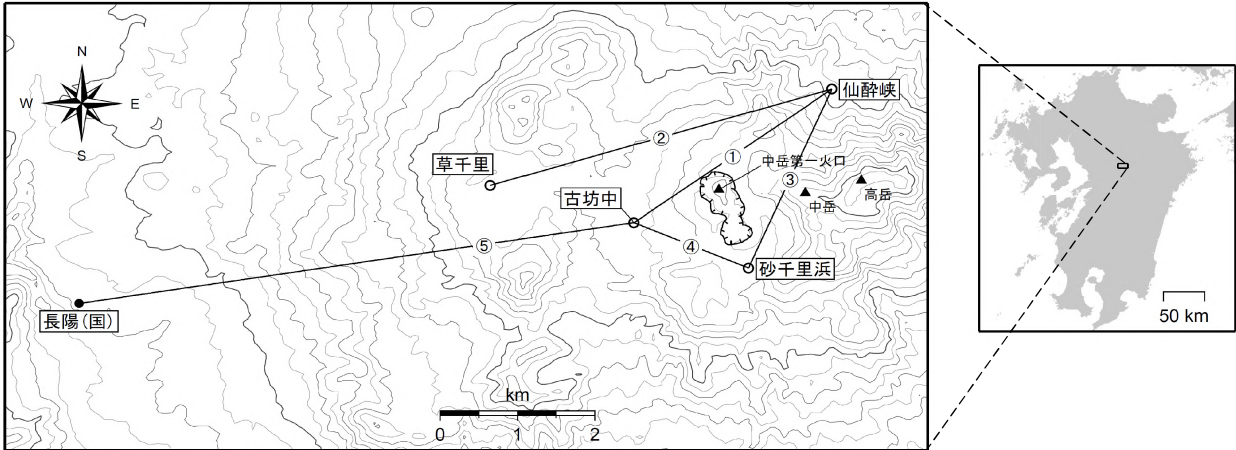 N
W E
S
仙酔峡
②
草千里
①
中岳第一火口
③
高岳
中岳
古坊中
④
⑤
砂千里浜
長陽(国)
km
0 1 2
50 km